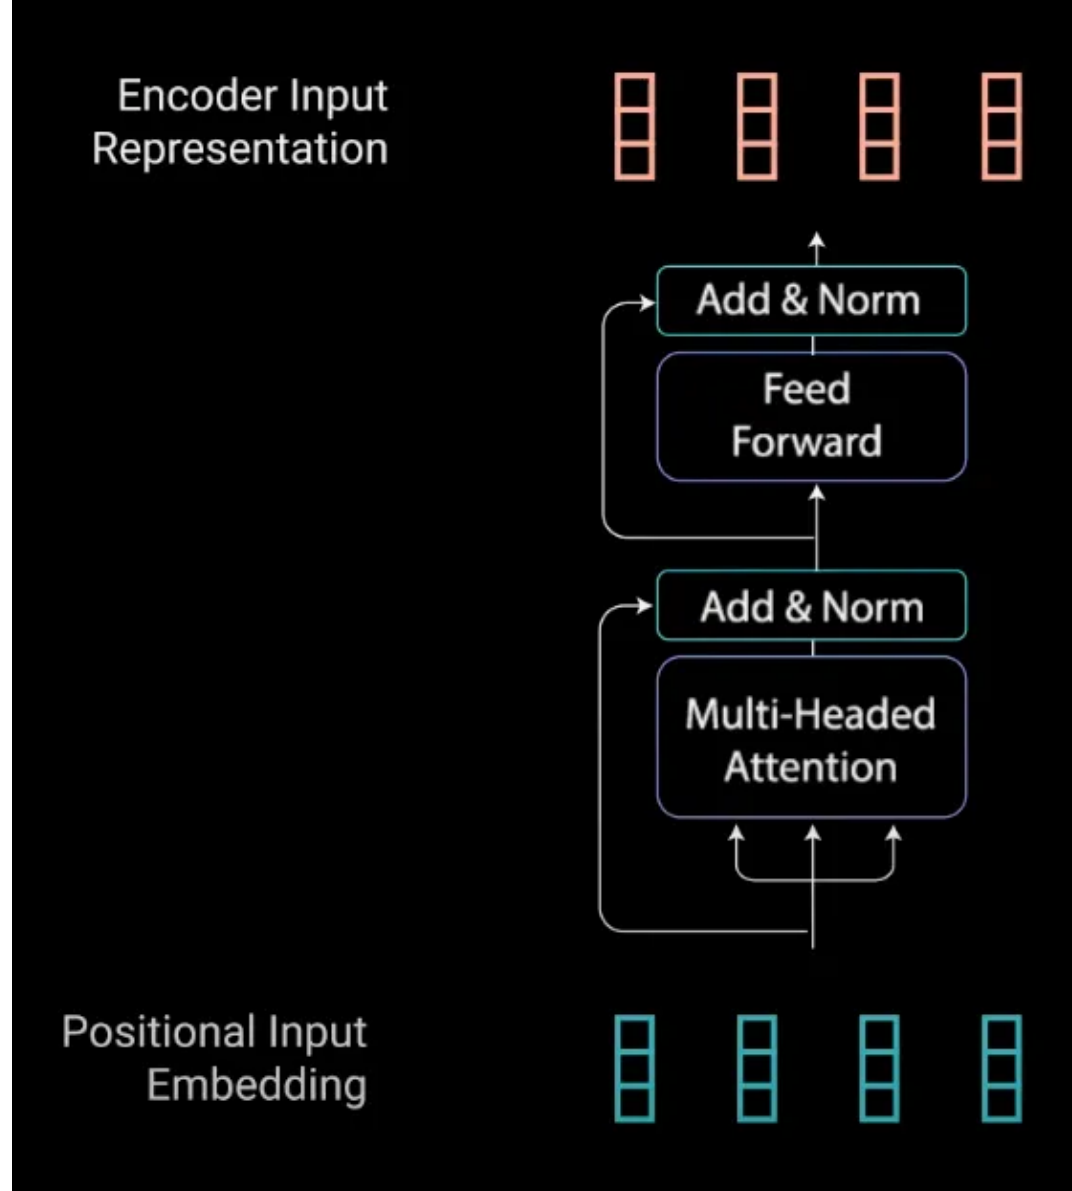 Encoder Input
Representation
Add & Norm
Feed
Forward
Add & Norm
Multi-Headed
Attention
Positional Input
Embedding